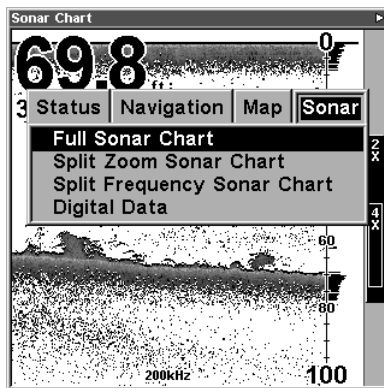 Sonar Chart
69.8 ft
0
3
Status Navigation Map Sonar
Full Sonar Chart
Split Zoom Sonar Chart
Split Frequency Sonar Chart
Digital Data
2X
4X
60
80
200kHz
100